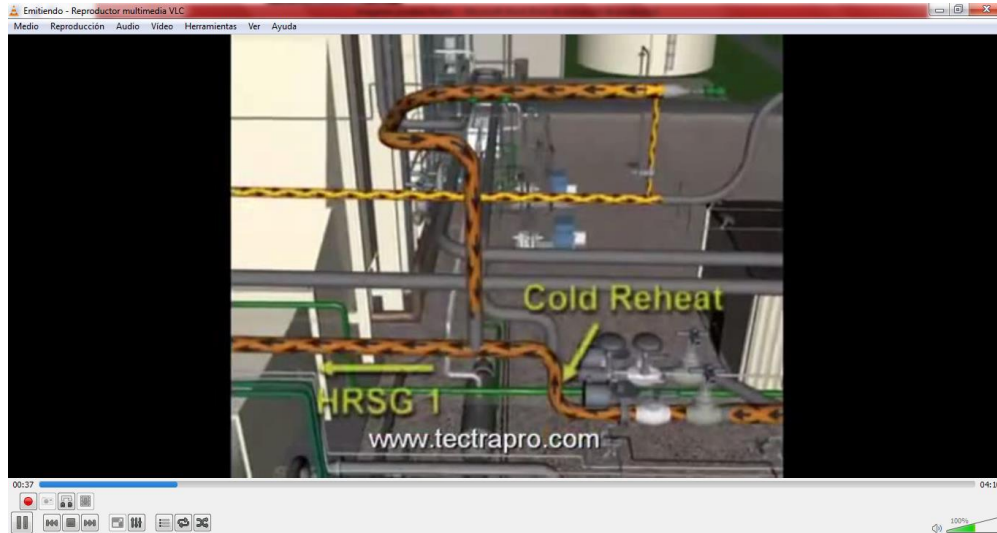 Emitiendo - Reproductor multimedia VLC
Medio Reproducción Audio Vídeo Herramientas Ver Ayuda
Cold Reheat
HRSG 1
www.tectrapro.com
00:37
100%